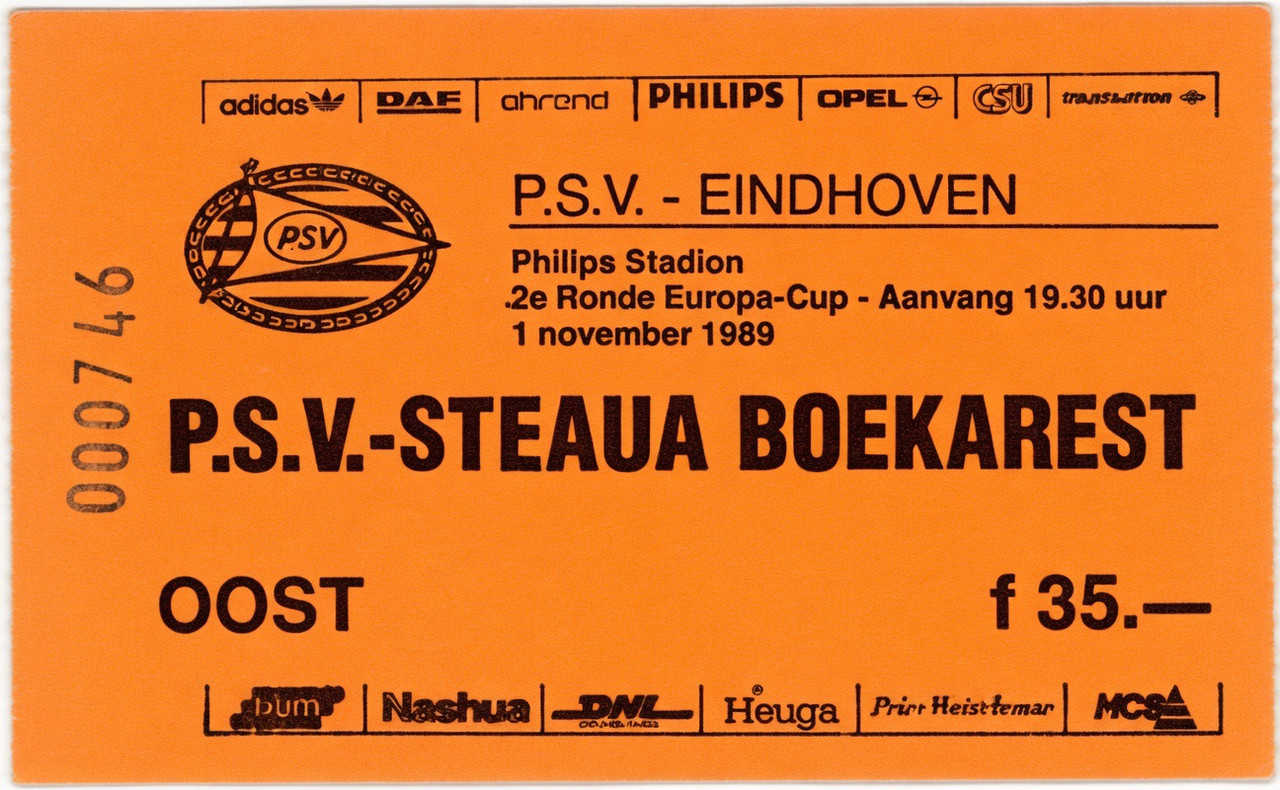 adidas DAF ahrend PHILIPS OPEL CSU
PSV
P.S.V. - EINDHOVEN
Philips Stadion
2e Ronde Europa-Cup - Aanvang 19.30 uur
1 november 1989
000746
P.S.V.-STEAUA BOEKAREST
OOST f 35.—
bum Nashua Heuga MCS